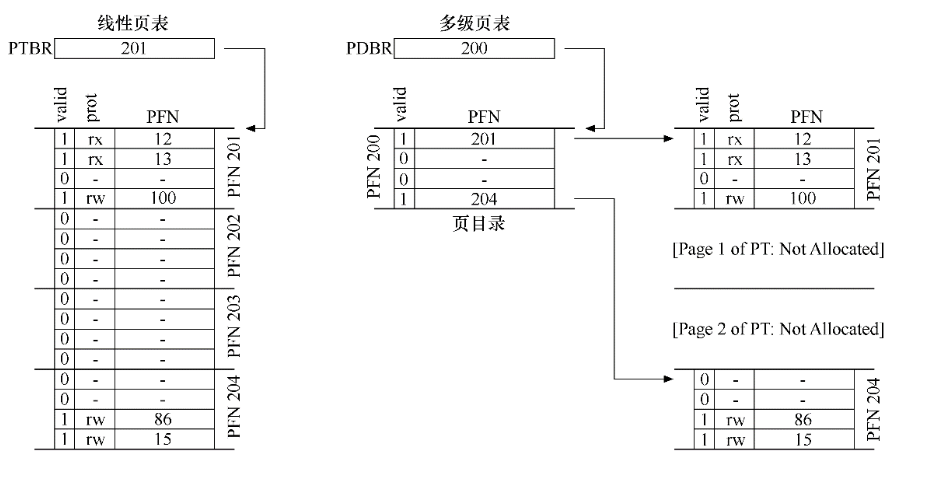 线性页表
PTBR 201
valid prot PFN
1 rx 12
1 rx 13
0 - -
1 rw 100
PFN 201
0 - -
0 - -
0 - -
0 - -
PFN 202
0 - -
0 - -
0 - -
0 - -
PFN 203
0 - -
0 - -
1 rw 86
1 rw 15
PFN 204
多级页表
PDBR 200
valid PFN
1 201
0 -
0 -
1 204
PFN 200
页目录
valid prot PFN
1 rx 12
1 rx 13
0 - -
1 rw 100
PFN 201
[Page 1 of PT: Not Allocated]
[Page 2 of PT: Not Allocated]
0 - -
0 - -
1 rw 86
1 rw 15
PFN 204